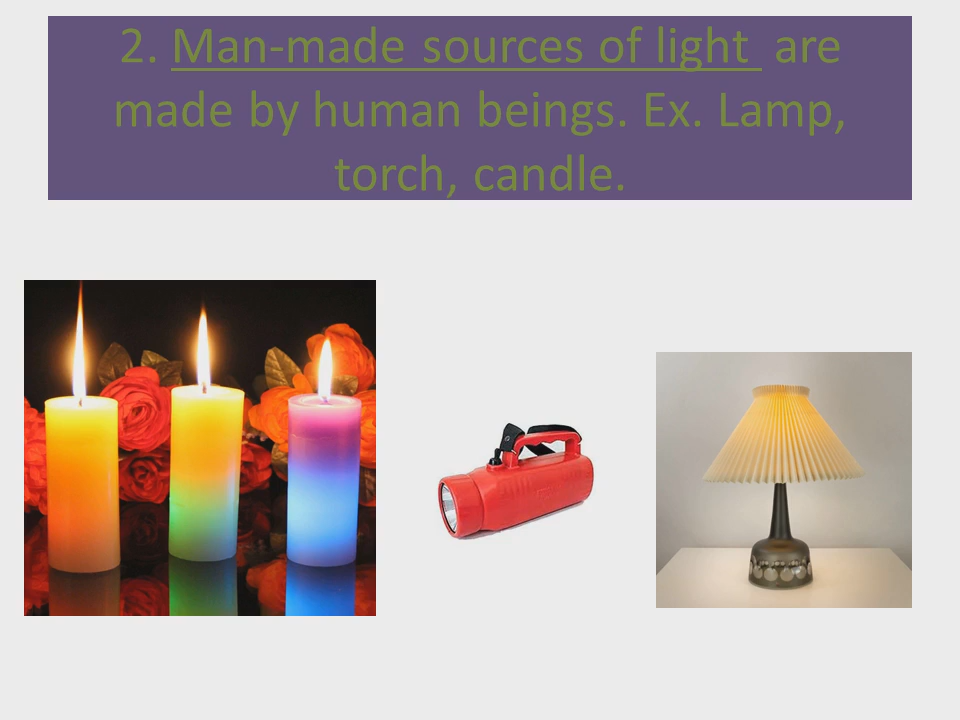 2. Man-made sources of light are
made by human beings. Ex. Lamp,
torch, candle.